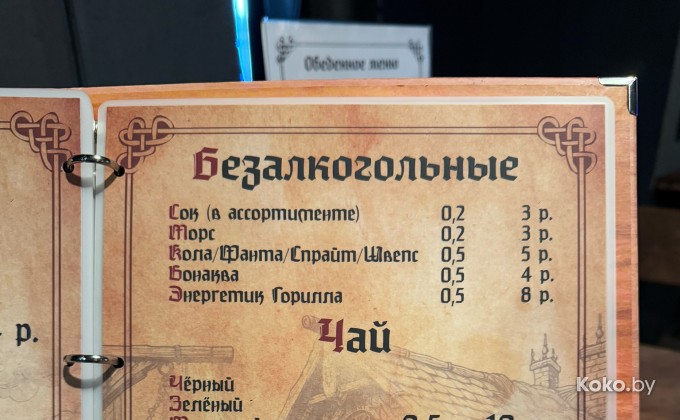 Обеденное меню
Безалкогольные
Сок (в ассортименте) 0,2 3 р.
Морс 0,2 3 р.
Кола/Фанта/Спрайт/Швепс 0,5 5 р.
Бонаква 0,5 4 р.
Энергетик Горилла 0,5 8 р.
р.
Чай
Чёрный
Зелёный
Koko.by